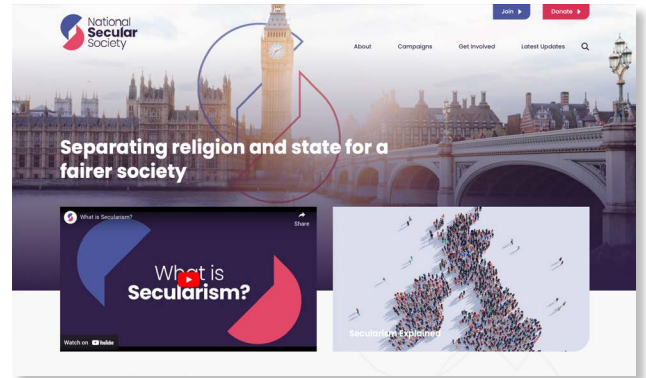 National
Secular
Society
Join
Donate
About
Campaigns
Get Involved
Latest Updates
Separating religion and state for a
fairer society
What is Secularism?
Share
What is
Secularism?
Watch on YouTube
Secularism Explained